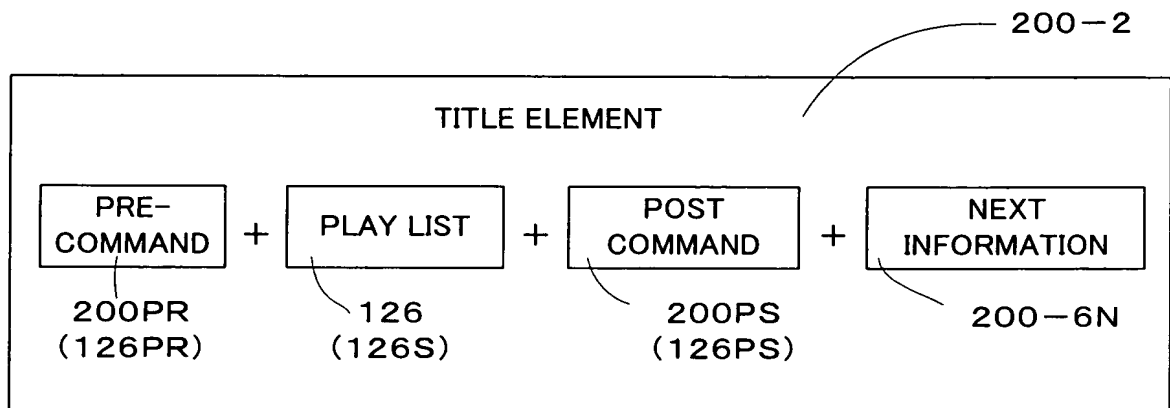 200-2
TITLE ELEMENT
PRE-
COMMAND
+
PLAY LIST
+
POST
COMMAND
+
NEXT
INFORMATION
200PR
(126PR)
126
(126S)
200PS
(126PS)
200-6N